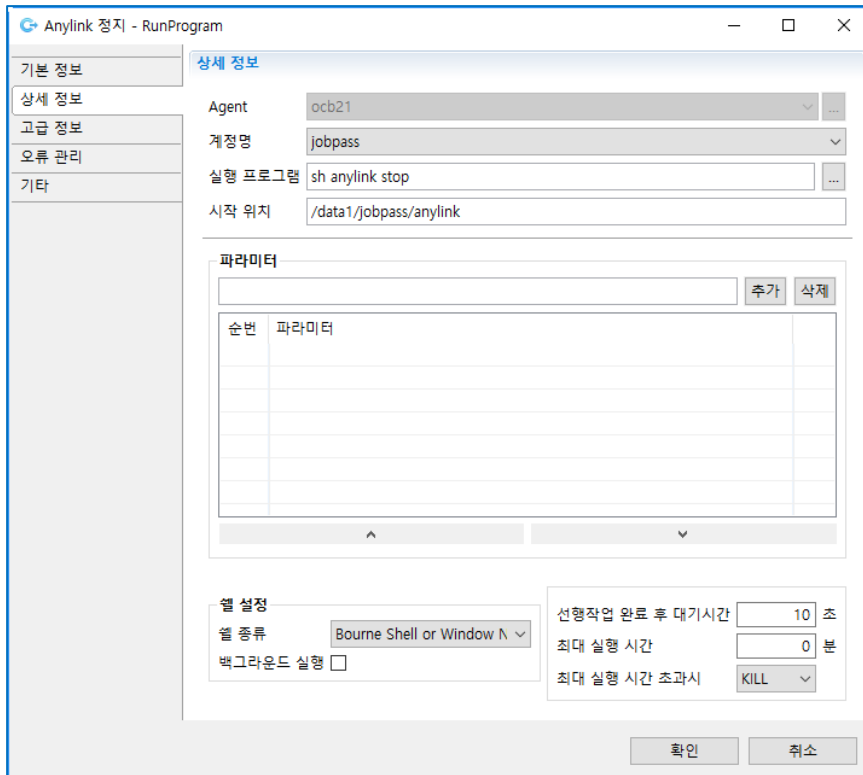 Anylink 정지 - RunProgram
기본 정보
상세 정보
고급 정보
오류 관리
기타
상세 정보
Agent ocb21 ...
계정명 jobpass
실행 프로그램 sh anylink stop ...
시작 위치 /data1/jobpass/anylink
파라미터
추가 삭제
순번 파라미터
쉘 설정
쉘 종류 Bourne Shell or Window N
백그라운드 실행
선행작업 완료 후 대기시간 10 초
최대 실행 시간 0 분
최대 실행 시간 초과시 KILL
확인 취소